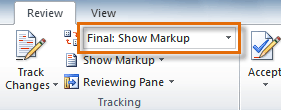 Review View
Final: Show Markup
Track Changes
Show Markup
Reviewing Pane
Accept
Tracking